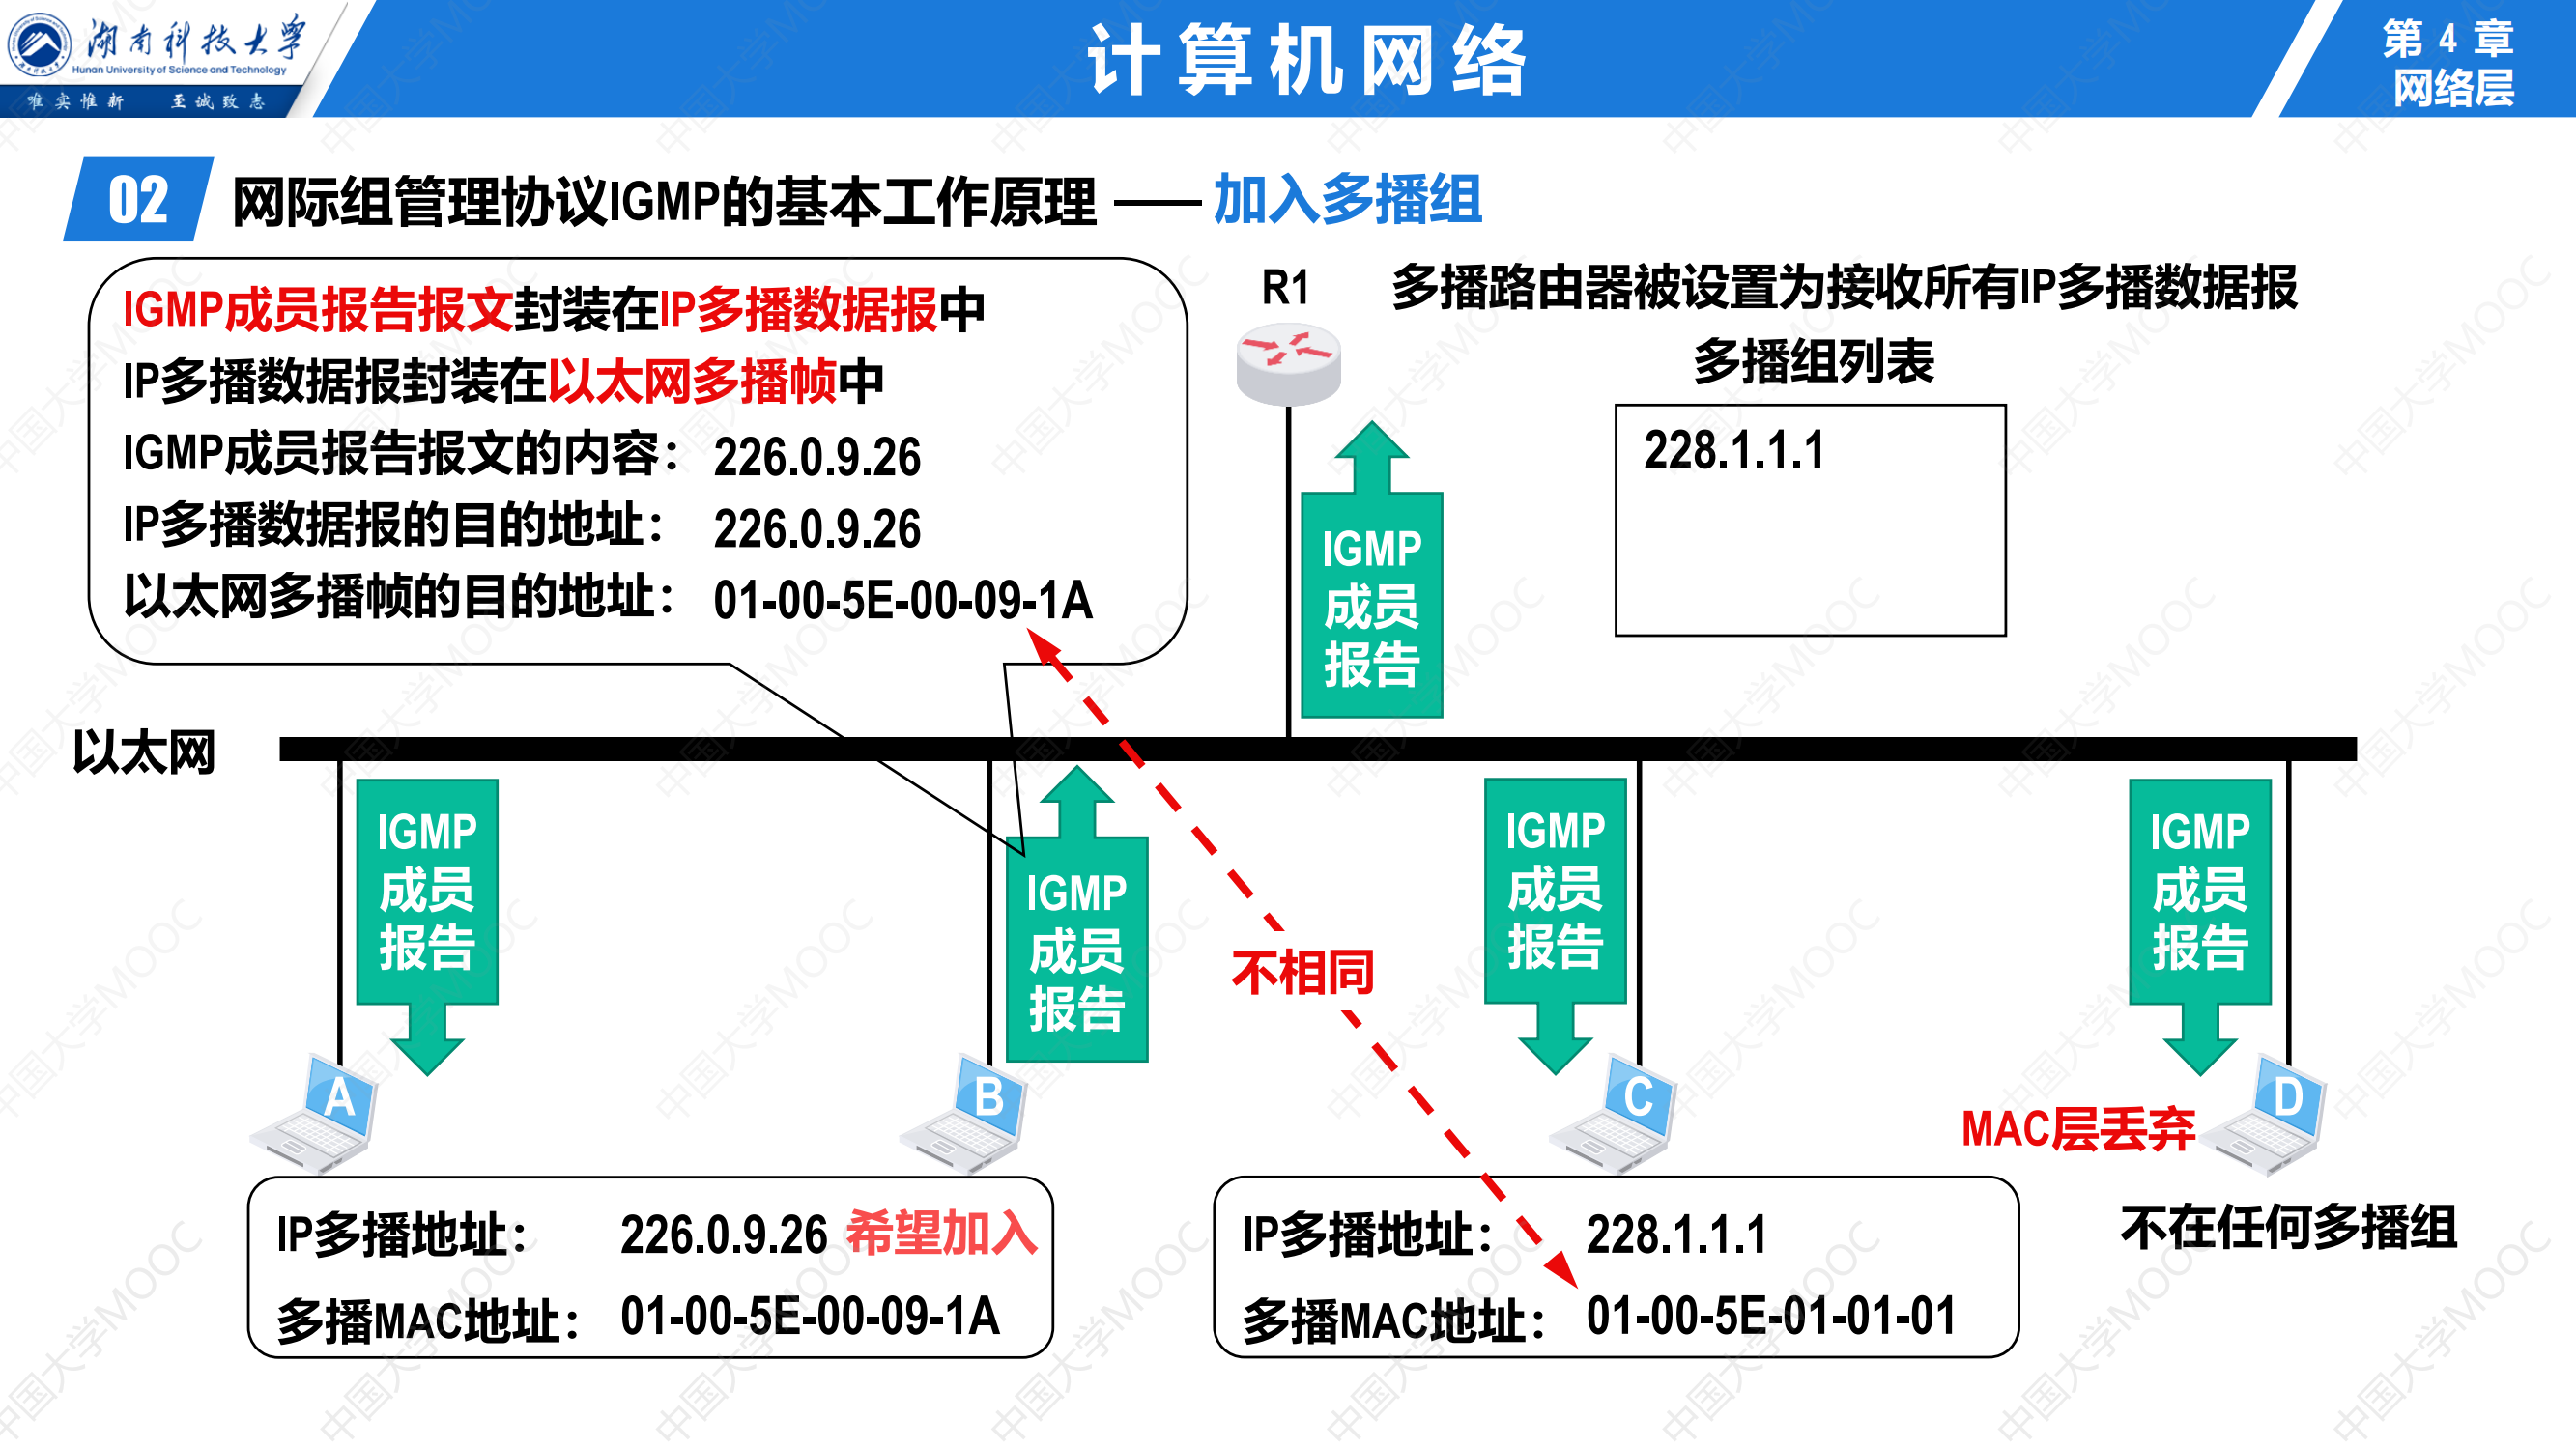 湖南科技大学
Hunan University of Science and Technology
唯实惟新 至诚致志
计算机网络
第 4 章
网络层
02 网际组管理协议IGMP的基本工作原理 —— 加入多播组
IGMP成员报告报文封装在IP多播数据报中
IP多播数据报封装在以太网多播帧中
IGMP成员报告报文的内容： 226.0.9.26
IP多播数据报的目的地址： 226.0.9.26
以太网多播帧的目的地址： 01-00-5E-00-09-1A
R1
多播路由器被设置为接收所有IP多播数据报
多播组列表
228.1.1.1
IGMP
成员
报告
以太网
IGMP
成员
报告
IGMP
成员
报告
IGMP
成员
报告
IGMP
成员
报告
不相同
A
B
C
D
MAC层丢弃
IP多播地址： 226.0.9.26 希望加入
多播MAC地址： 01-00-5E-00-09-1A
IP多播地址： 228.1.1.1
多播MAC地址： 01-00-5E-01-01-01
不在任何多播组
中国大学MOOC